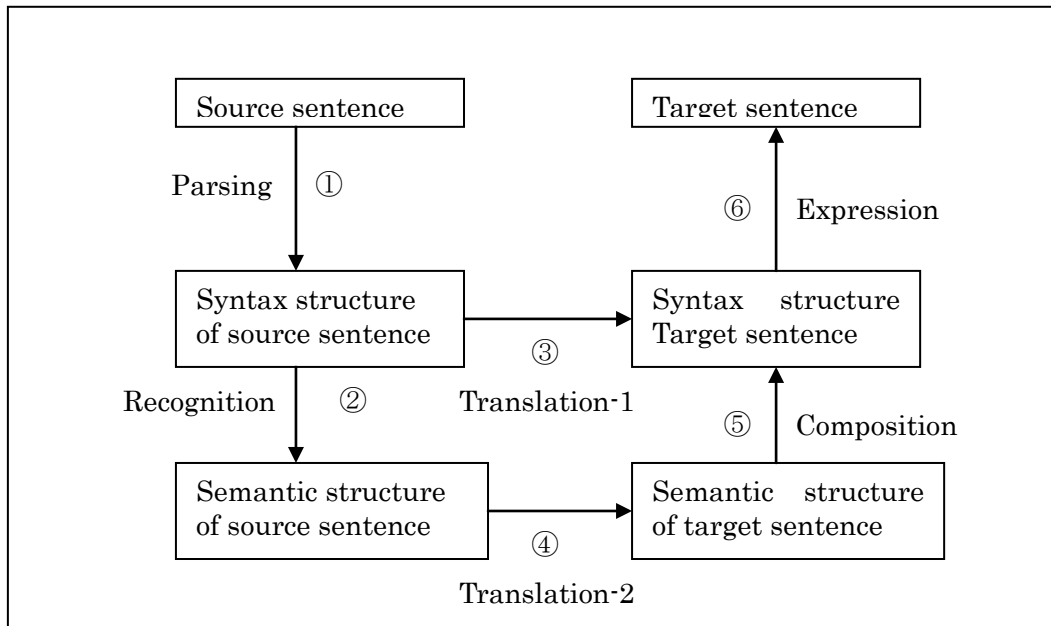 Source sentence
Target sentence
Parsing ①
⑥ Expression
Syntax structure
of source sentence
Syntax structure
Target sentence
③
Translation-1
Recognition ②
⑤ Composition
Semantic structure
of source sentence
Semantic structure
of target sentence
④
Translation-2